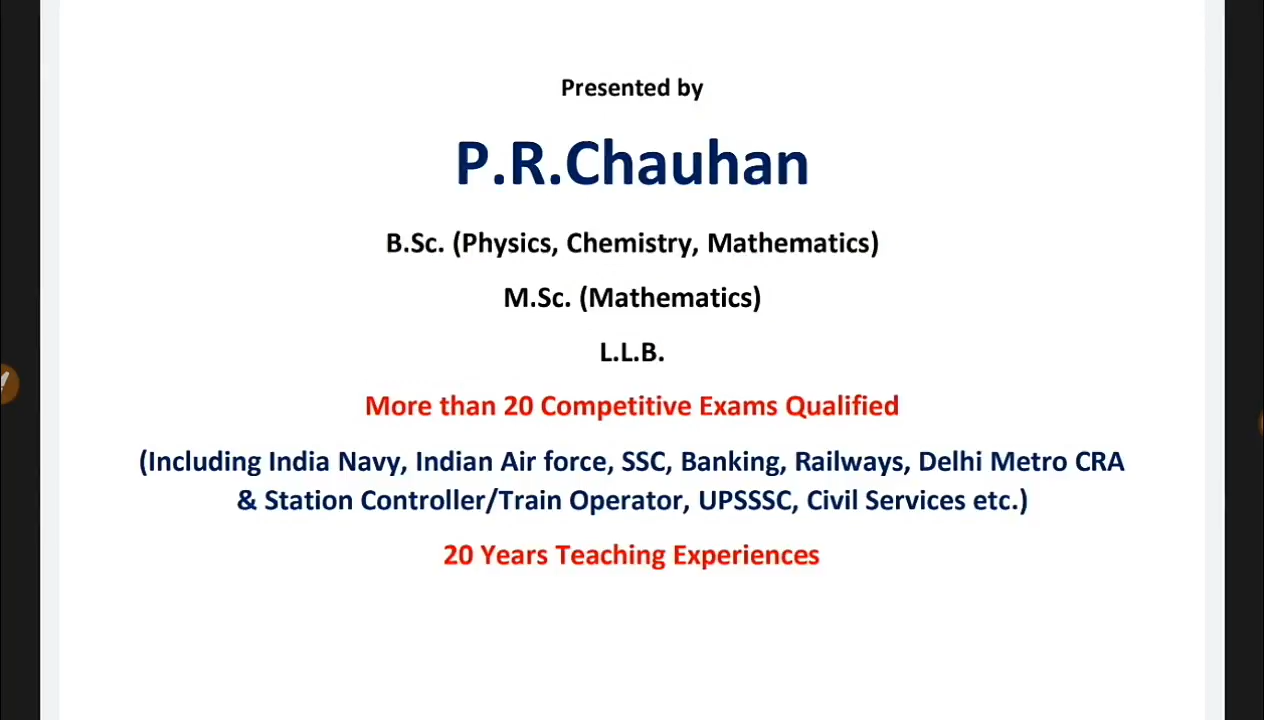 Presented by
P.R.Chauhan
B.Sc. (Physics, Chemistry, Mathematics)
M.Sc. (Mathematics)
L.L.B.
More than 20 Competitive Exams Qualified
(Including India Navy, Indian Air force, SSC, Banking, Railways, Delhi Metro CRA
& Station Controller/Train Operator, UPSSSC, Civil Services etc.)
20 Years Teaching Experiences